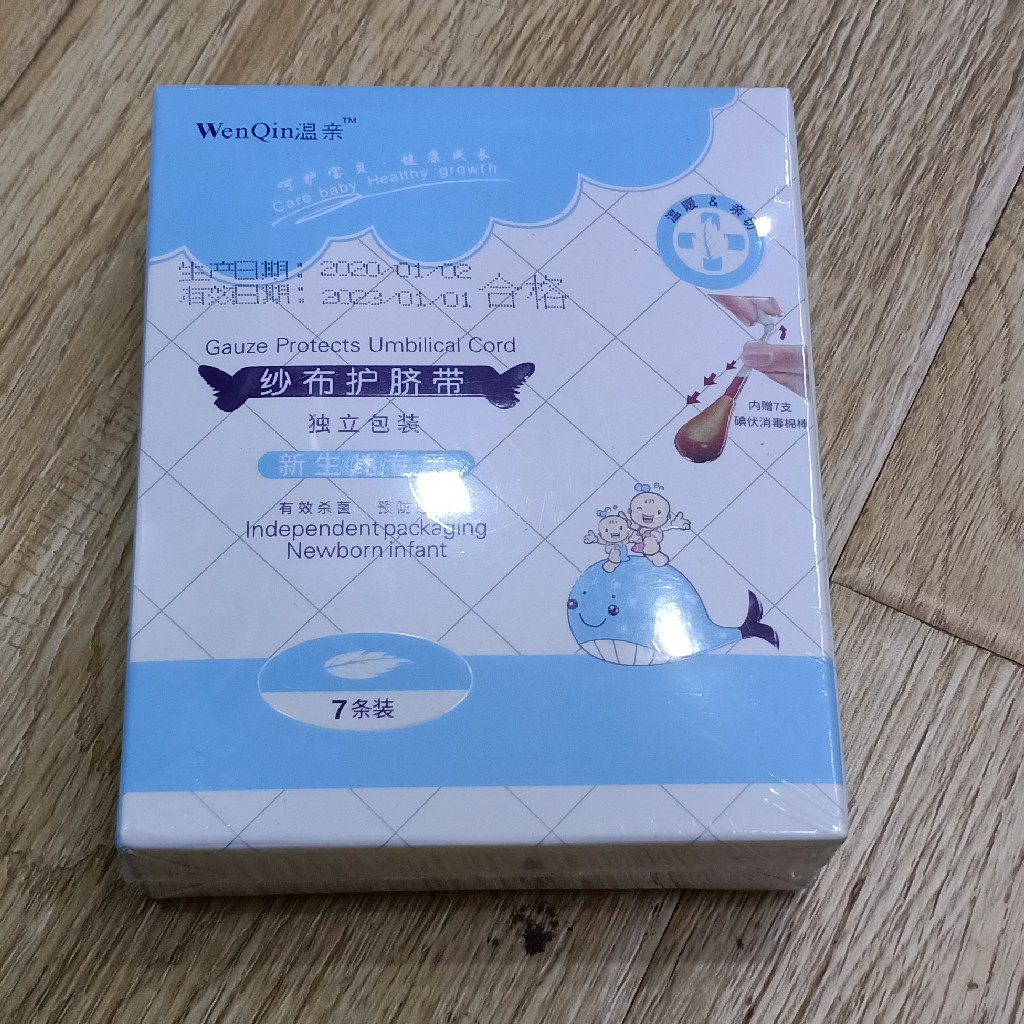 WenQin温亲™
呵护宝贝·健康成长
Care baby Healthy growth
温暖 & 亲切
生产日期：2020/01/02
有效日期：2023/01/01 合格
Gauze Protects Umbilical Cord
纱布护脐带
独立包装
内赠7支
碘伏消毒棉棒
新生
有效杀菌 预防
Independent packaging
Newborn infant
7条装